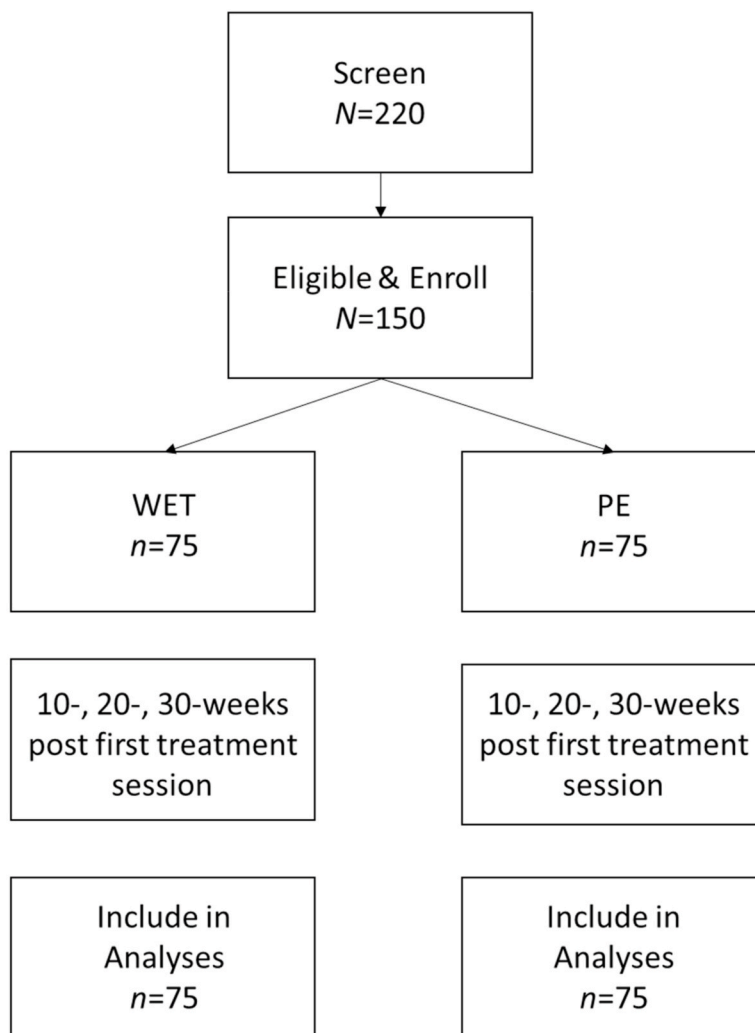 Screen
N=220
Eligible & Enroll
N=150
WET
n=75
PE
n=75
10-, 20-, 30-weeks
post first treatment
session
10-, 20-, 30-weeks
post first treatment
session
Include in
Analyses
n=75
Include in
Analyses
n=75